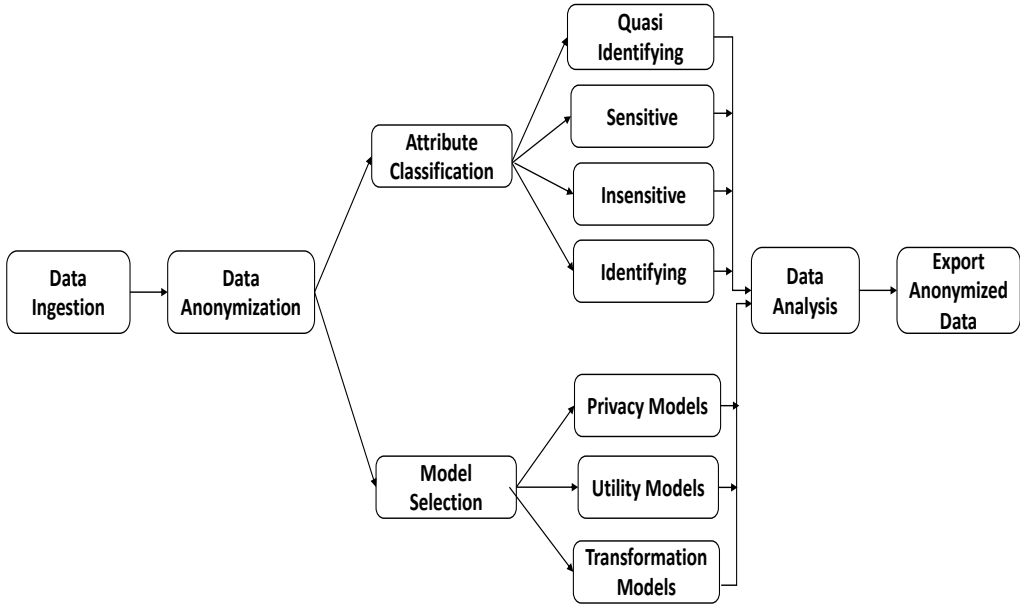 Data
Ingestion
Data
Anonymization
Attribute
Classification
Quasi
Identifying
Sensitive
Insensitive
Identifying
Model
Selection
Privacy Models
Utility Models
Transformation
Models
Data
Analysis
Export
Anonymized
Data